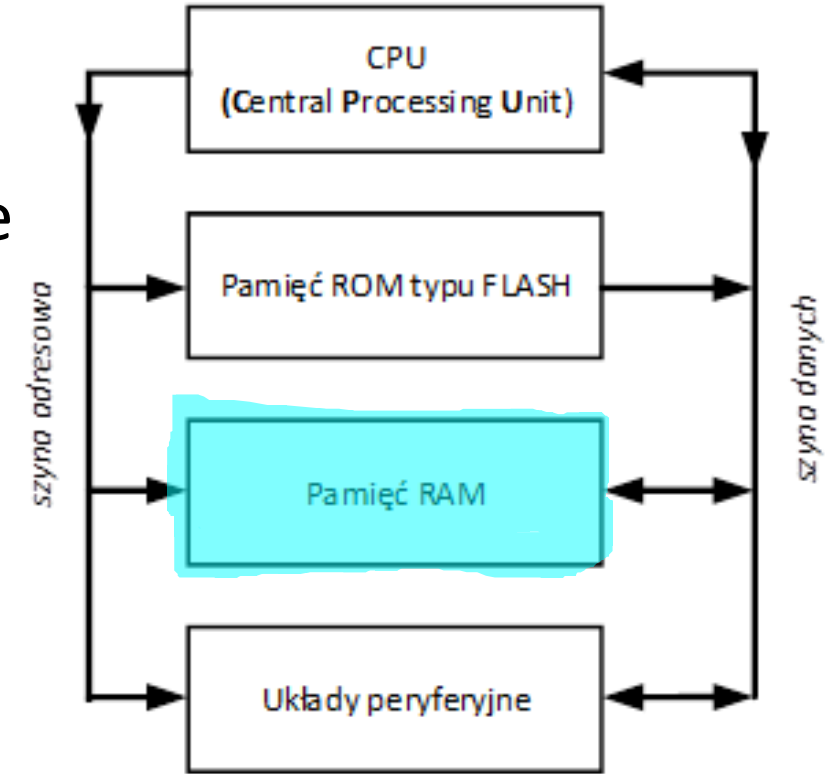 CPU
(Central Processing Unit)
e
Pamięć ROM typu FLASH
szyna adresowa
szyna danych
Pamięć RAM
Układy peryferyjne